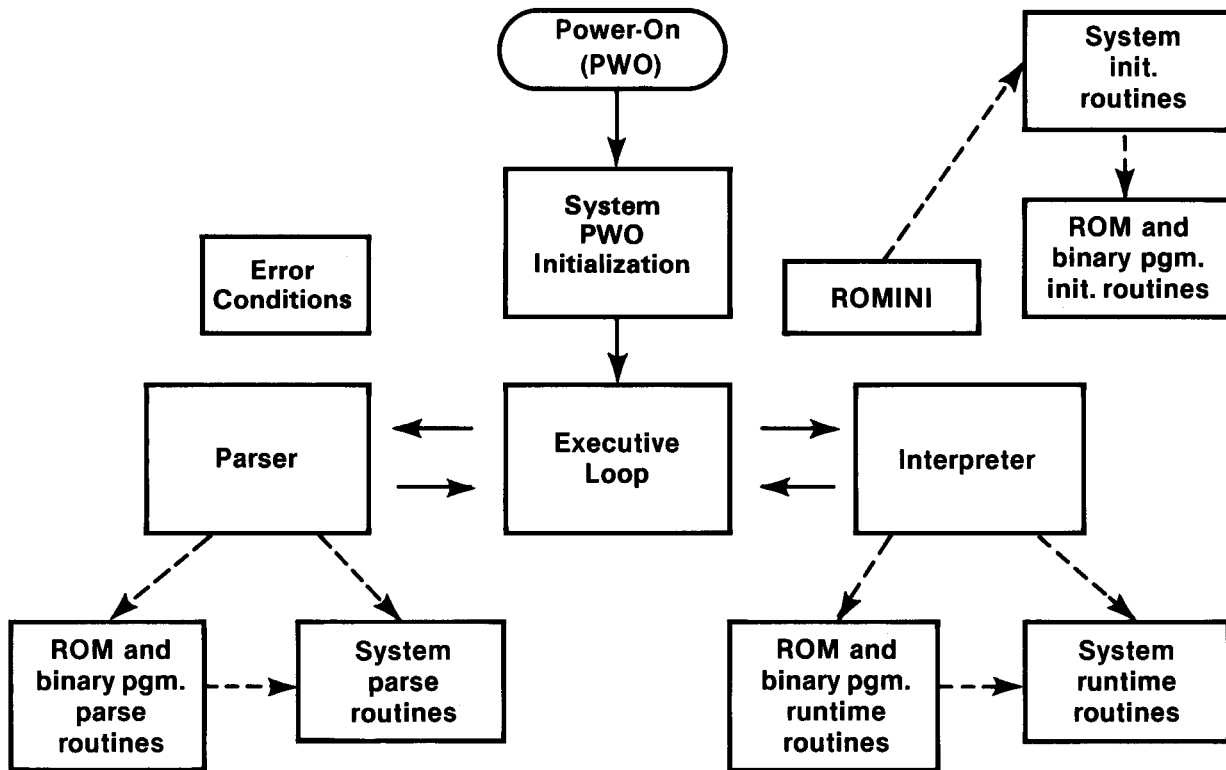 Power-On
(PWO)
System
init.
routines
System
PWO
Initialization
ROM and
binary pgm.
init. routines
Error
Conditions
ROMINI
Parser
Executive
Loop
Interpreter
ROM and
binary pgm.
parse
routines
System
parse
routines
ROM and
binary pgm.
runtime
routines
System
runtime
routines